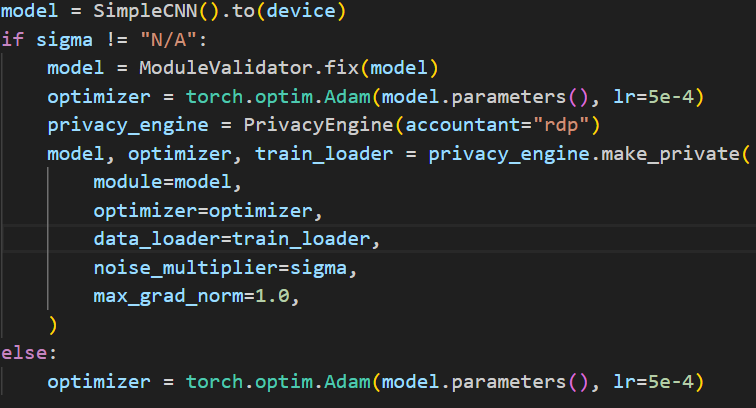 model = SimpleCNN().to(device)
if sigma != "N/A":
    model = ModuleValidator.fix(model)
    optimizer = torch.optim.Adam(model.parameters(), lr=5e-4)
    privacy_engine = PrivacyEngine(accountant="rdp")
    model, optimizer, train_loader = privacy_engine.make_private(
        module=model,
        optimizer=optimizer,
        data_loader=train_loader,
        noise_multiplier=sigma,
        max_grad_norm=1.0,
    )
else:
    optimizer = torch.optim.Adam(model.parameters(), lr=5e-4)